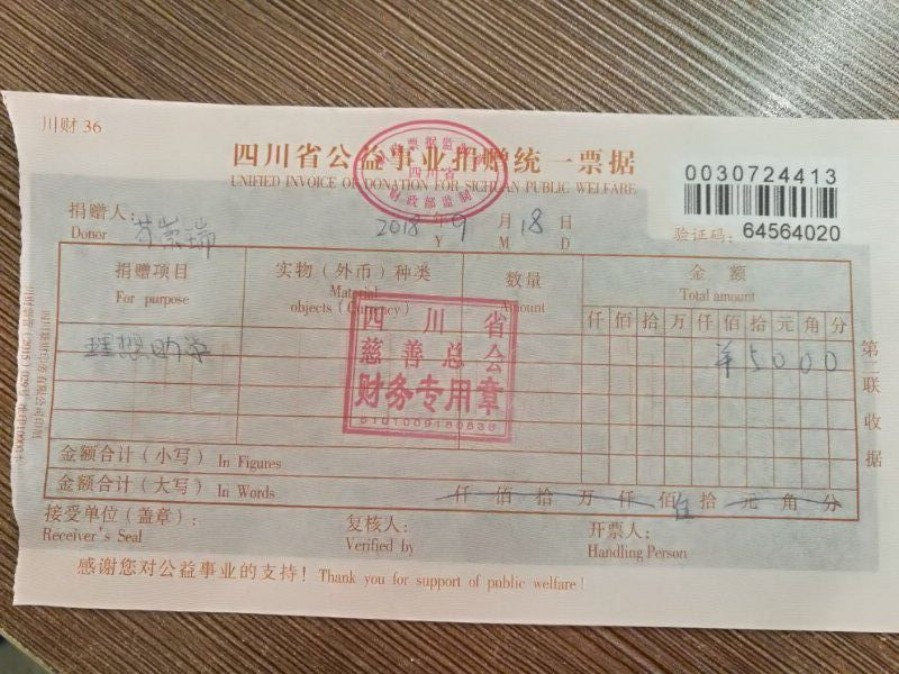 川财 36
四川省公益事业捐赠统一票据
UNIFIED INVOICE OF DONATION FOR SICHUAN PUBLIC WELFARE
0030724413
验证码: 64564020
捐赠人:
Donor
2018 年 9 月 18 日
Y M D
捐赠项目 实物(外币)种类 数量 金额
For purpose Material objects (Currency) Amount Total amount
仟 佰 拾 万 仟 佰 拾 元 角 分
理想助学 ¥5000
四川省
慈善总会
财务专用章
第二联 收据
金额合计(小写) In Figures
金额合计(大写) In Words 仟 佰 拾 万 仟 佰 拾 元 角 分
接受单位(盖章): 复核人: 开票人:
Receiver's Seal Verified by Handling Person
感谢您对公益事业的支持! Thank you for support of public welfare!